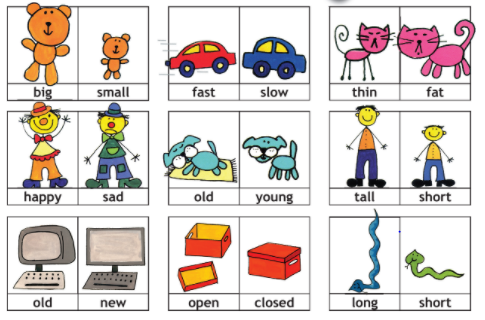 big small fast slow thin fat
happy sad old young tall short
old new open closed long short